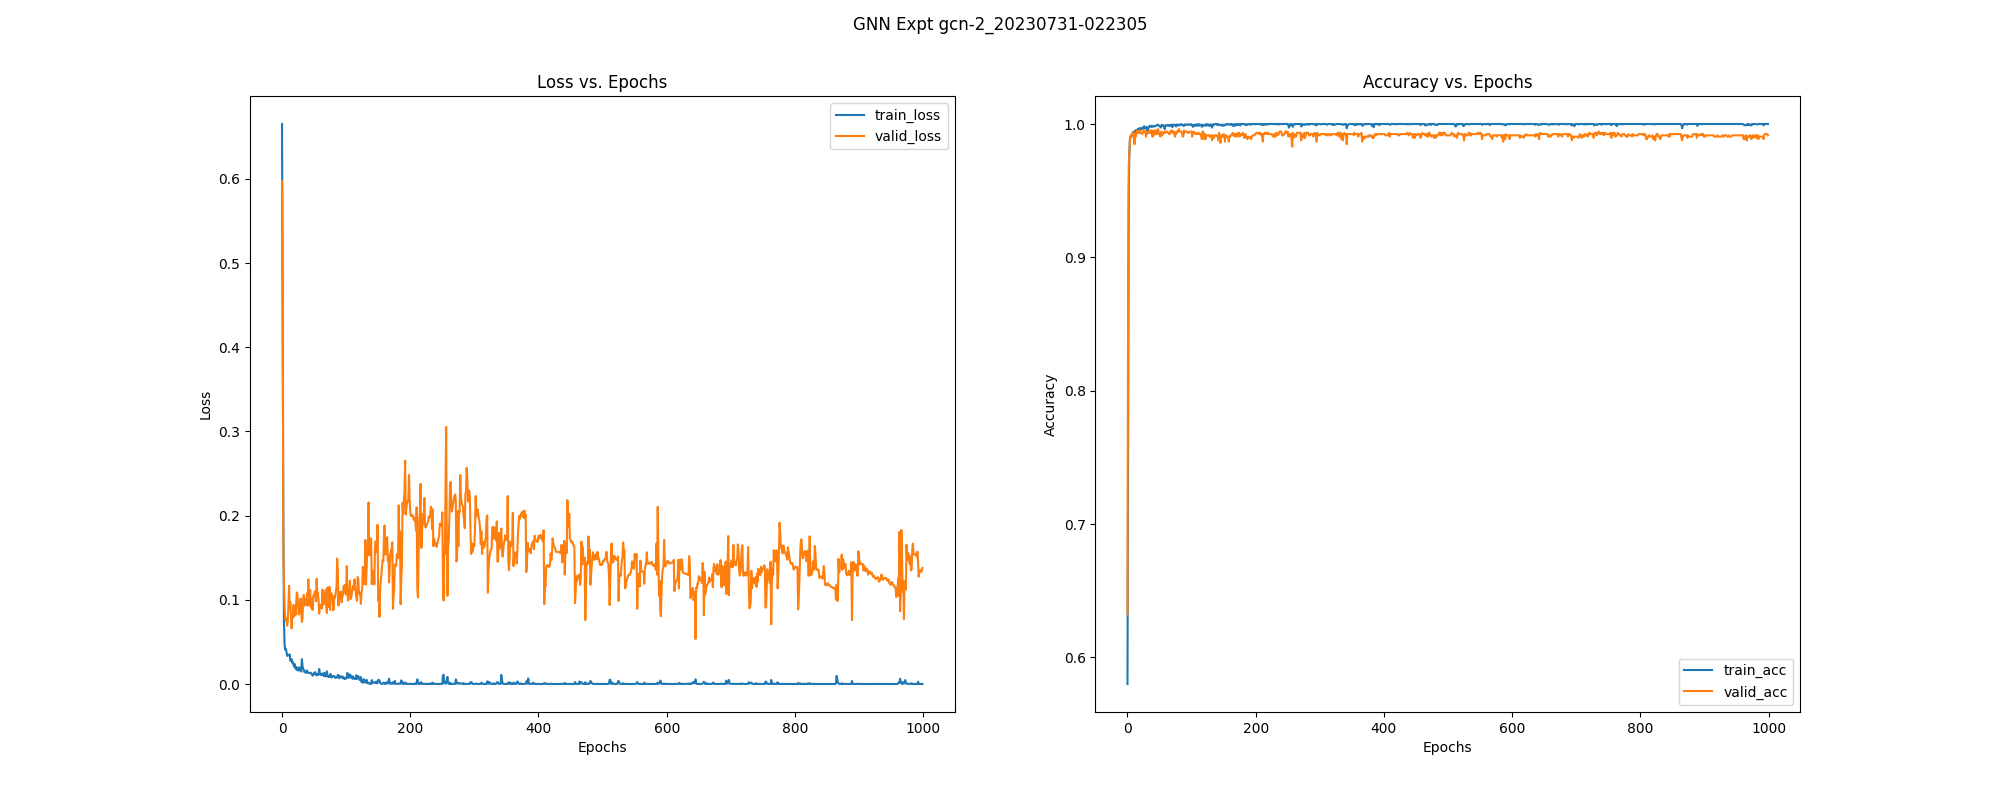 GNN Expt gcn-2_20230731-022305
Loss vs. Epochs
train_loss
valid_loss
0.6
0.5
0.4
0.3
0.2
0.1
0.0
Loss
0 200 400 600 800 1000
Epochs
Accuracy vs. Epochs
1.0
0.9
0.8
0.7
0.6
Accuracy
train_acc
valid_acc
0 200 400 600 800 1000
Epochs